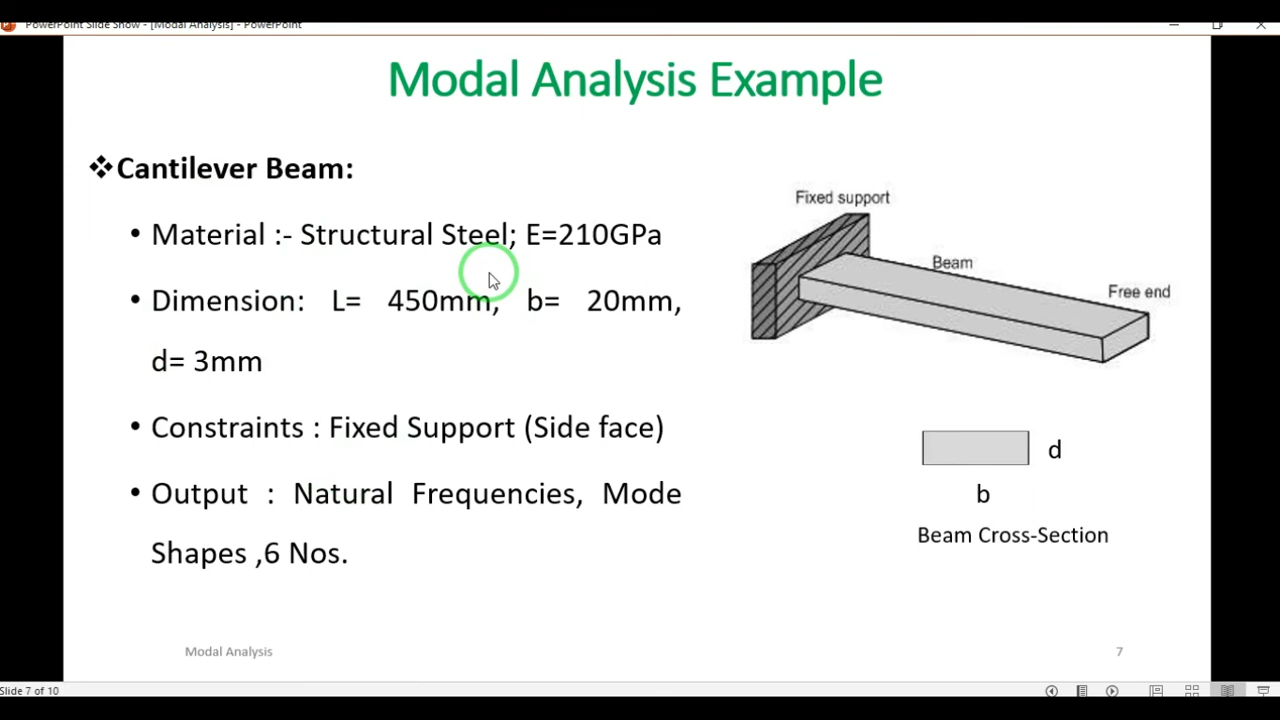 PowerPoint Slide Show - [Modal Analysis] - PowerPoint
Modal Analysis Example
❖Cantilever Beam:
• Material :- Structural Steel; E=210GPa
• Dimension: L= 450mm, b= 20mm,
d= 3mm
• Constraints : Fixed Support (Side face)
• Output : Natural Frequencies, Mode
Shapes ,6 Nos.
Fixed support
Beam
Free end
d
b
Beam Cross-Section
Modal Analysis
7
Slide 7 of 10